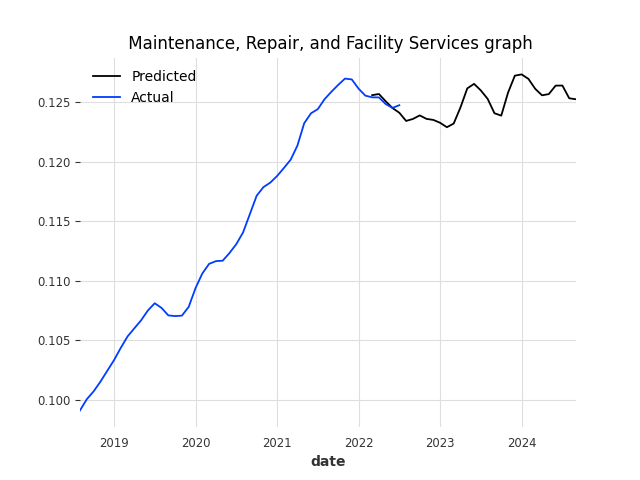 Maintenance, Repair, and Facility Services graph
Predicted
Actual
0.125
0.120
0.115
0.110
0.105
0.100
2019 2020 2021 2022 2023 2024
date